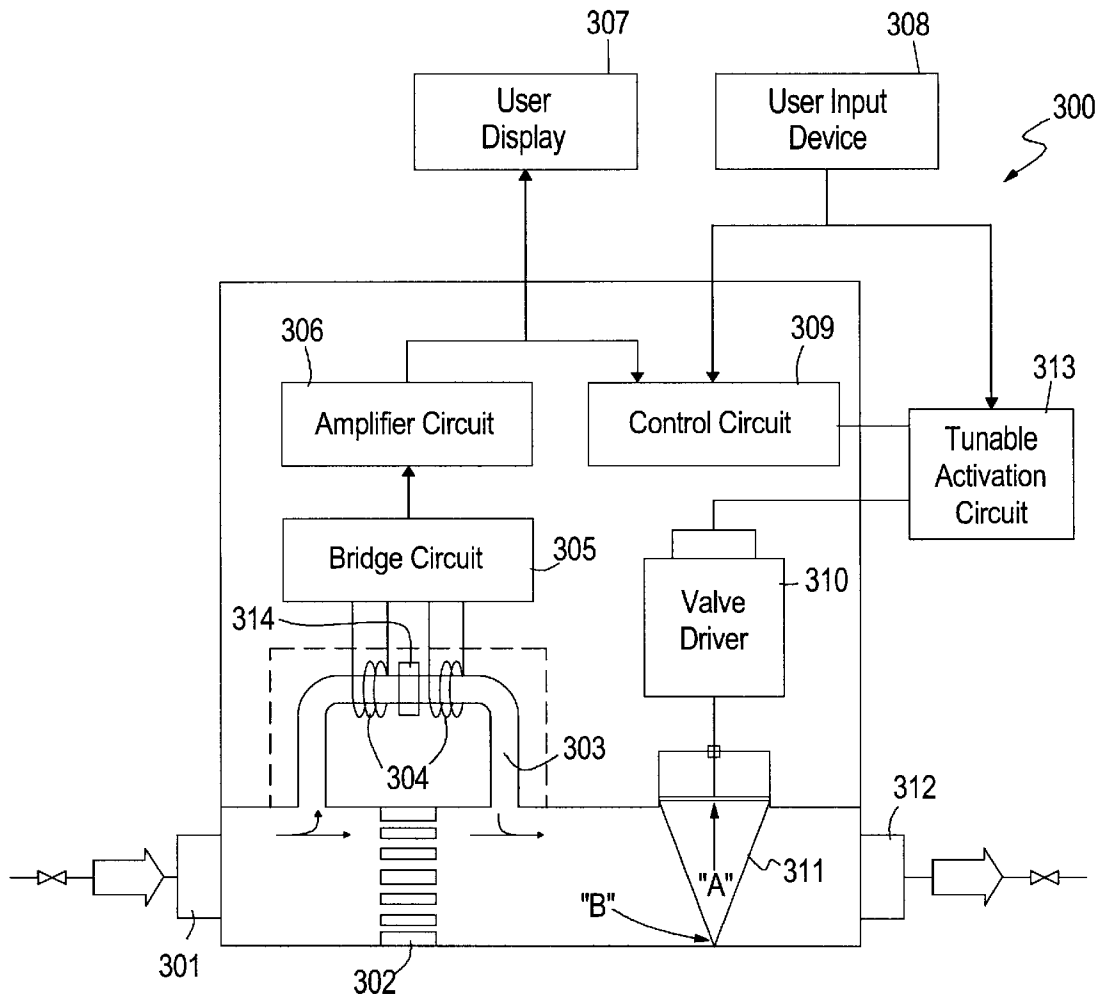 307
308
User
Display
User Input
Device
300
306
309
313
Amplifier Circuit
Control Circuit
Tunable
Activation
Circuit
Bridge Circuit
305
310
314
Valve
Driver
303
304
312
311
"A"
"B"
301
302